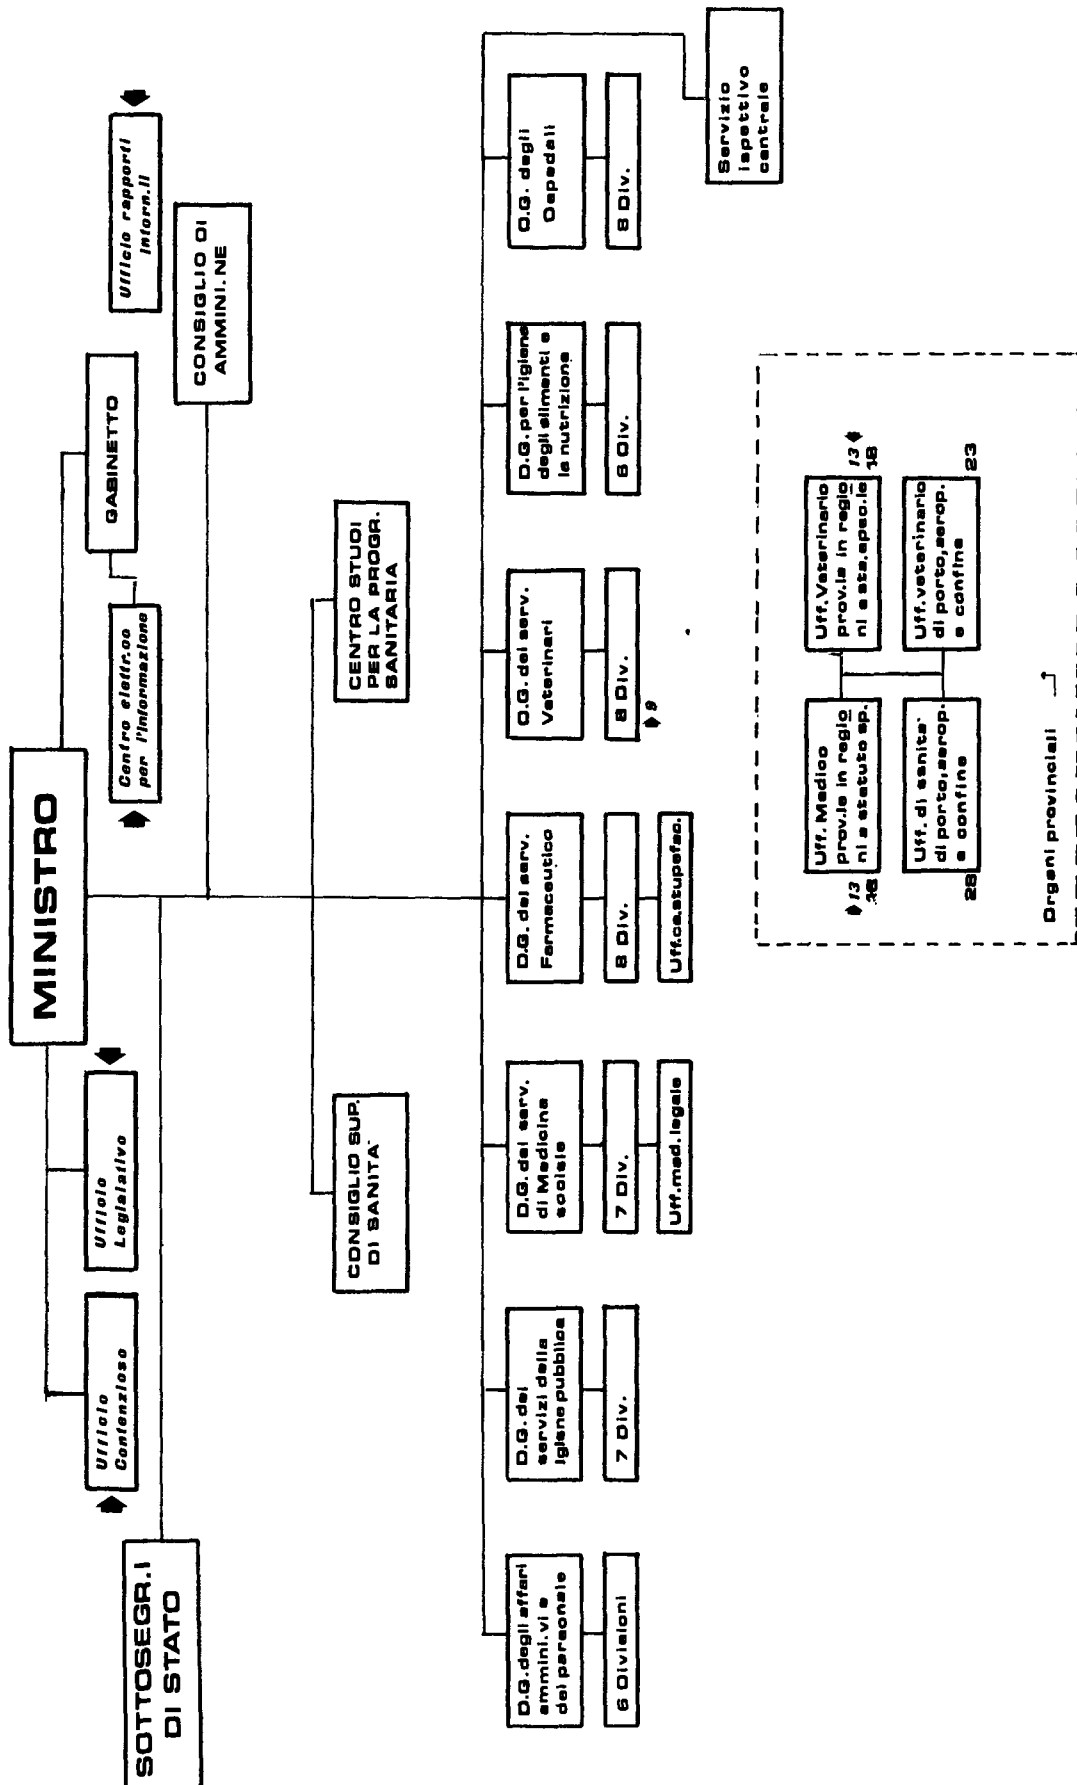 MINISTRO
Ufficio
Contenzioso
Ufficio
Legislativo
Centro elettr.co
per l'informazione
GABINETTO
Ufficio rapporti
intern.li
SOTTOSEGR.I
DI STATO
CONSIGLIO DI
AMMINI.NE
CONSIGLIO SUP.
DI SANITA'
CENTRO STUDI
PER LA PROGR.
SANITARIA
D.G. degli affari
ammini.vi e
del personale
6 Divisioni
D.G. dei
servizi della
igiene pubblica
7 Div.
D.G. dei serv.
di Medicina
sociale
7 Div.
Uff.med.legale
D.G. del serv.
Farmaceutico
8 Div.
Uff.ce.stupefac.
D.G. dei serv.
Veterinari
8 Div.
9
D.G. per l'igiene
degli alimenti e
la nutrizione
6 Div.
D.G. degli
Ospedali
8 Div.
Servizio
ispettivo
centrale
Uff. Medico
prov.le in regio
ni a statuto sp.
13
Uff.Veterinario
prov.le in regio
ni a sta.spec.le
13
18
Uff. di sanita'
di porto,aerop.
e confine
28
Uff.veterinario
di porto,aerop.
e confine
23
Organi provinciali